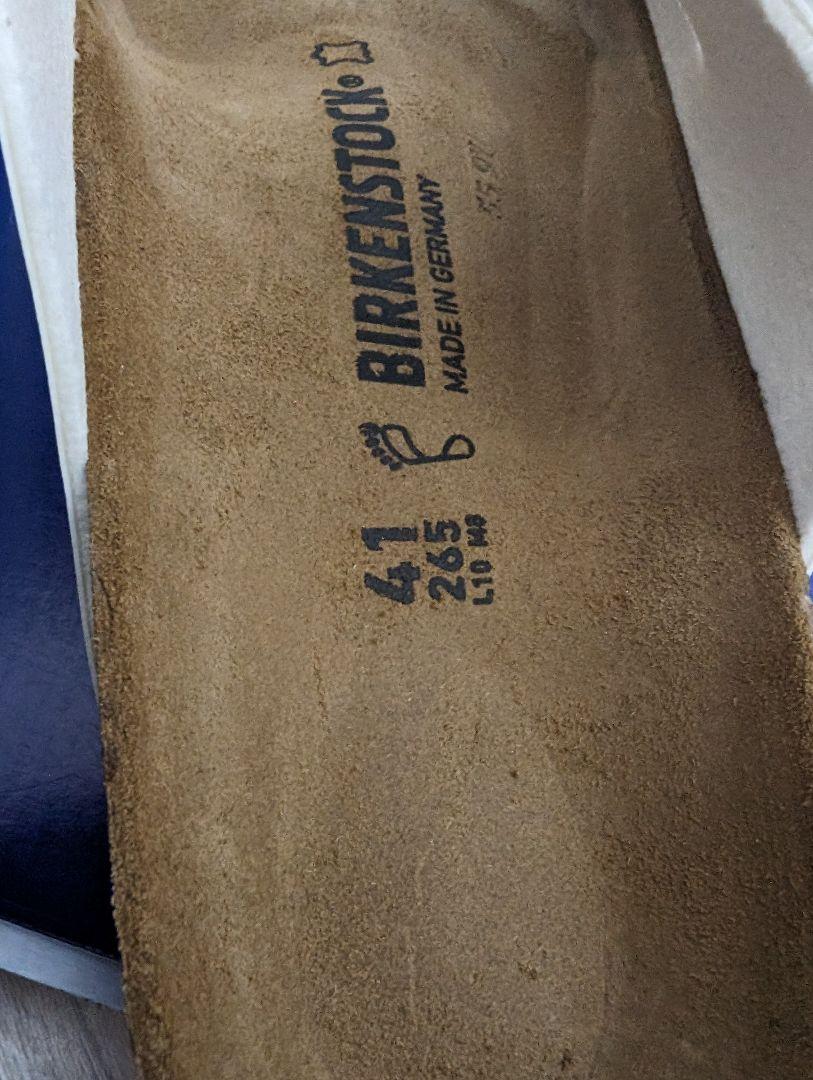 BIRKENSTOCK®
MADE IN GERMANY
41
265
L10 M8